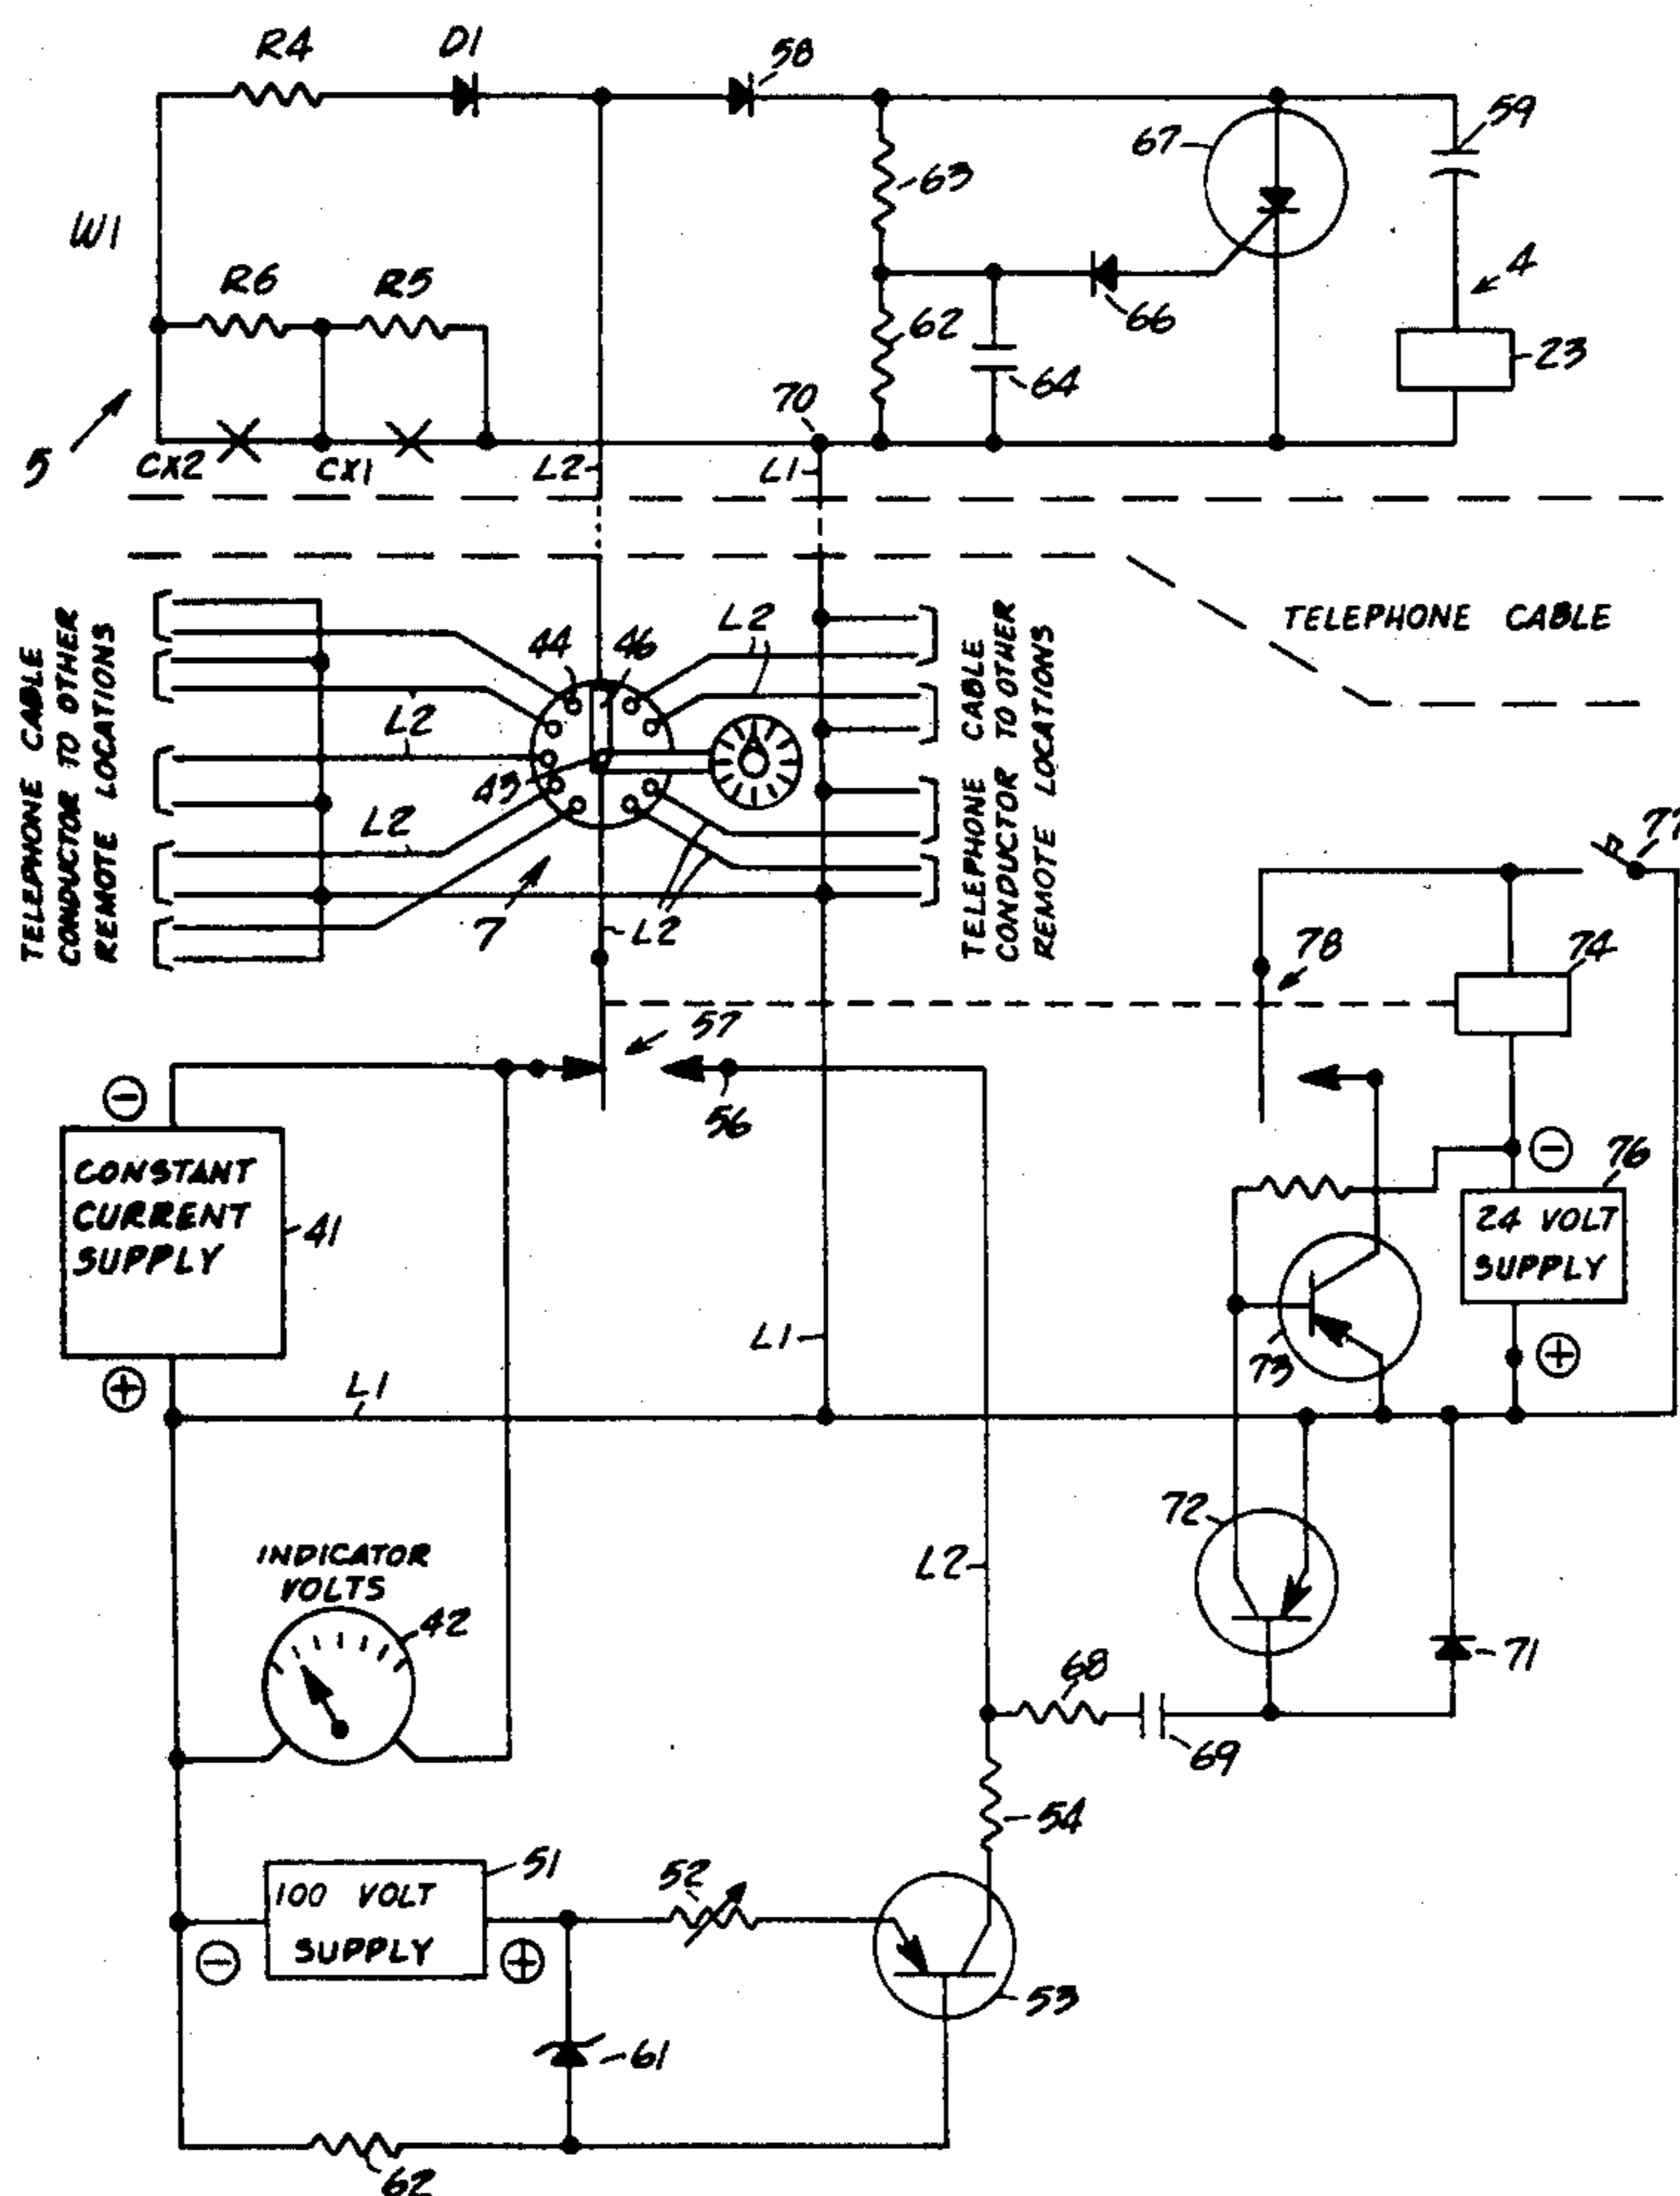 R4
D1
58
59
67
63
W1
4
R6
R5
66
62
23
64
70
5
CX2
CX1
L2
L1
TELEPHONE CABLE
CONDUCTOR TO OTHER
REMOTE LOCATIONS
44
46
L2
TELEPHONE CABLE
L2
43
L2
7
L2
TELEPHONE CABLE
CONDUCTOR TO OTHER
REMOTE LOCATIONS
77
78
74
57
56
−
CONSTANT
CURRENT
SUPPLY
41
+
−
76
24 VOLT
SUPPLY
+
L1
73
L1
72
L2
INDICATOR
VOLTS
42
68
71
69
54
51
100 VOLT
SUPPLY
−
+
52
53
61
62